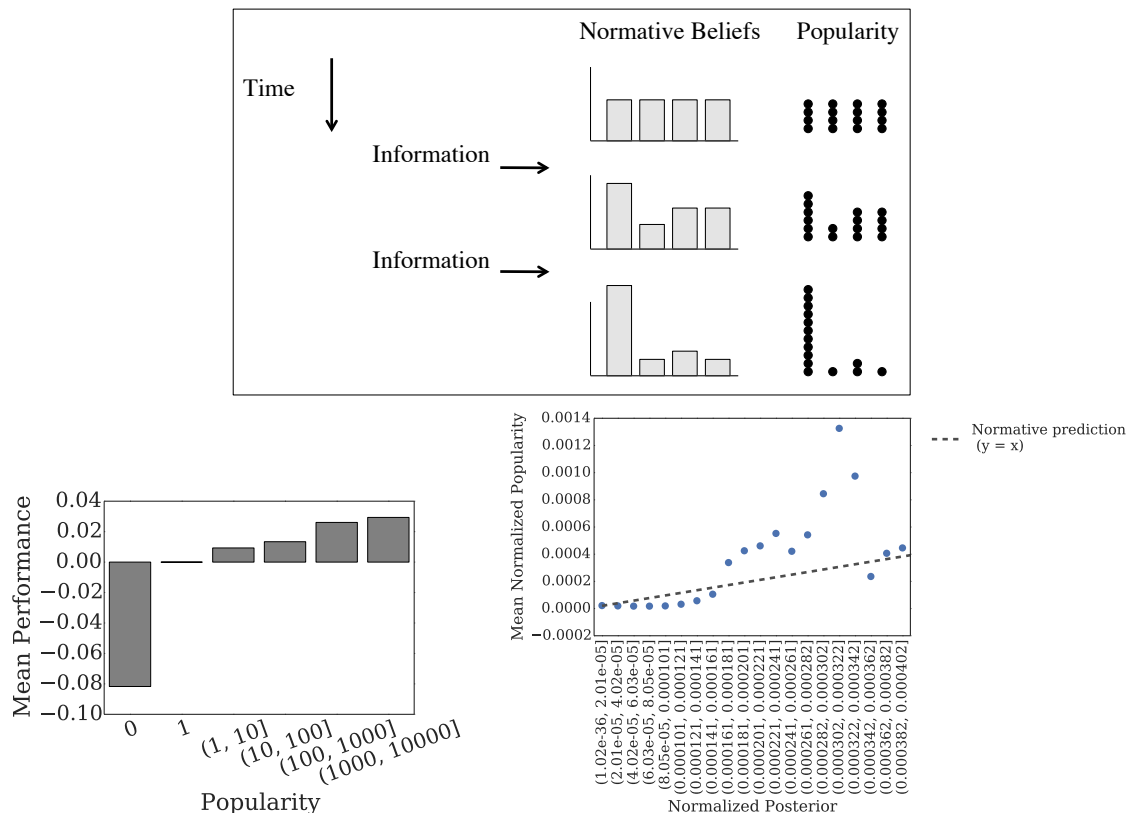 Normative Beliefs Popularity
Time
Information
Information
Mean Performance
0.04
0.02
0.00
−0.02
−0.04
−0.06
−0.08
−0.10
0
1
(1, 10]
(10, 100]
(100, 1000]
(1000, 10000]
Popularity
Mean Normalized Popularity
0.0014
0.0012
0.0010
0.0008
0.0006
0.0004
0.0002
0.0000
−0.0002
(1.02e-36, 2.01e-05]
(2.01e-05, 4.02e-05]
(4.02e-05, 6.03e-05]
(6.03e-05, 8.05e-05]
(8.05e-05, 0.000101]
(0.000101, 0.000121]
(0.000121, 0.000141]
(0.000141, 0.000161]
(0.000161, 0.000181]
(0.000181, 0.000201]
(0.000201, 0.000221]
(0.000221, 0.000241]
(0.000241, 0.000261]
(0.000261, 0.000282]
(0.000282, 0.000302]
(0.000302, 0.000322]
(0.000322, 0.000342]
(0.000342, 0.000362]
(0.000362, 0.000382]
(0.000382, 0.000402]
Normalized Posterior
Normative prediction
(y = x)